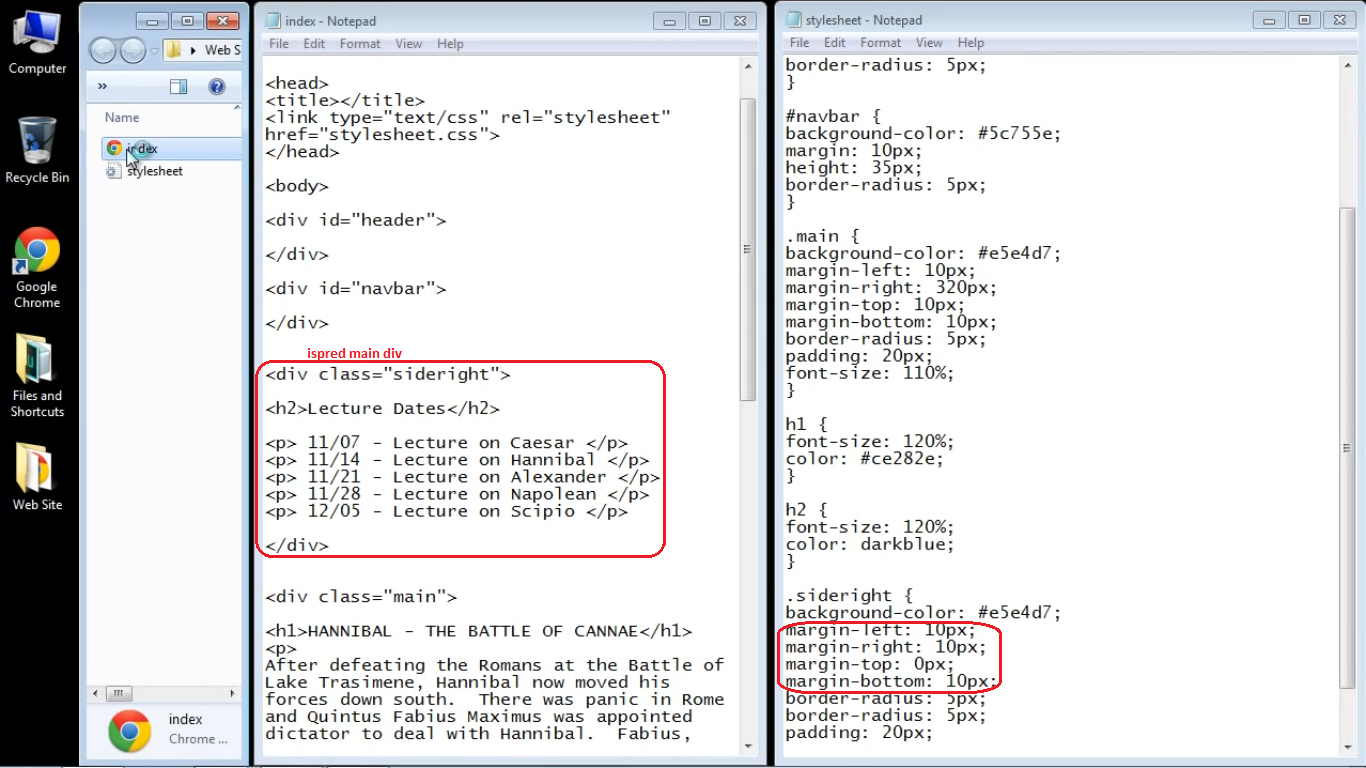 Computer
Recycle Bin
Google
Chrome
Files and
Shortcuts
Web Site
Web S
»
Name
index
stylesheet
index
Chrome ...
index - Notepad
File Edit Format View Help
<head>
<title></title>
<link type="text/css" rel="stylesheet"
href="stylesheet.css">
</head>
<body>
<div id="header">
</div>
<div id="navbar">
</div>
ispred main div
<div class="sideright">
<h2>Lecture Dates</h2>
<p> 11/07 - Lecture on Caesar </p>
<p> 11/14 - Lecture on Hannibal </p>
<p> 11/21 - Lecture on Alexander </p>
<p> 11/28 - Lecture on Napolean </p>
<p> 12/05 - Lecture on Scipio </p>
</div>
<div class="main">
<h1>HANNIBAL - THE BATTLE OF CANNAE</h1>
<p>
After defeating the Romans at the Battle of
Lake Trasimene, Hannibal now moved his
forces down south.  There was panic in Rome
and Quintus Fabius Maximus was appointed
dictator to deal with Hannibal.  Fabius,
stylesheet - Notepad
File Edit Format View Help
border-radius: 5px;
}
#navbar {
background-color: #5c755e;
margin: 10px;
height: 35px;
border-radius: 5px;
}
.main {
background-color: #e5e4d7;
margin-left: 10px;
margin-right: 320px;
margin-top: 10px;
margin-bottom: 10px;
border-radius: 5px;
padding: 20px;
font-size: 110%;
}
h1 {
font-size: 120%;
color: #ce282e;
}
h2 {
font-size: 120%;
color: darkblue;
}
.sideright {
background-color: #e5e4d7;
margin-left: 10px;
margin-right: 10px;
margin-top: 0px;
margin-bottom: 10px;
border-radius: 5px;
border-radius: 5px;
padding: 20px;